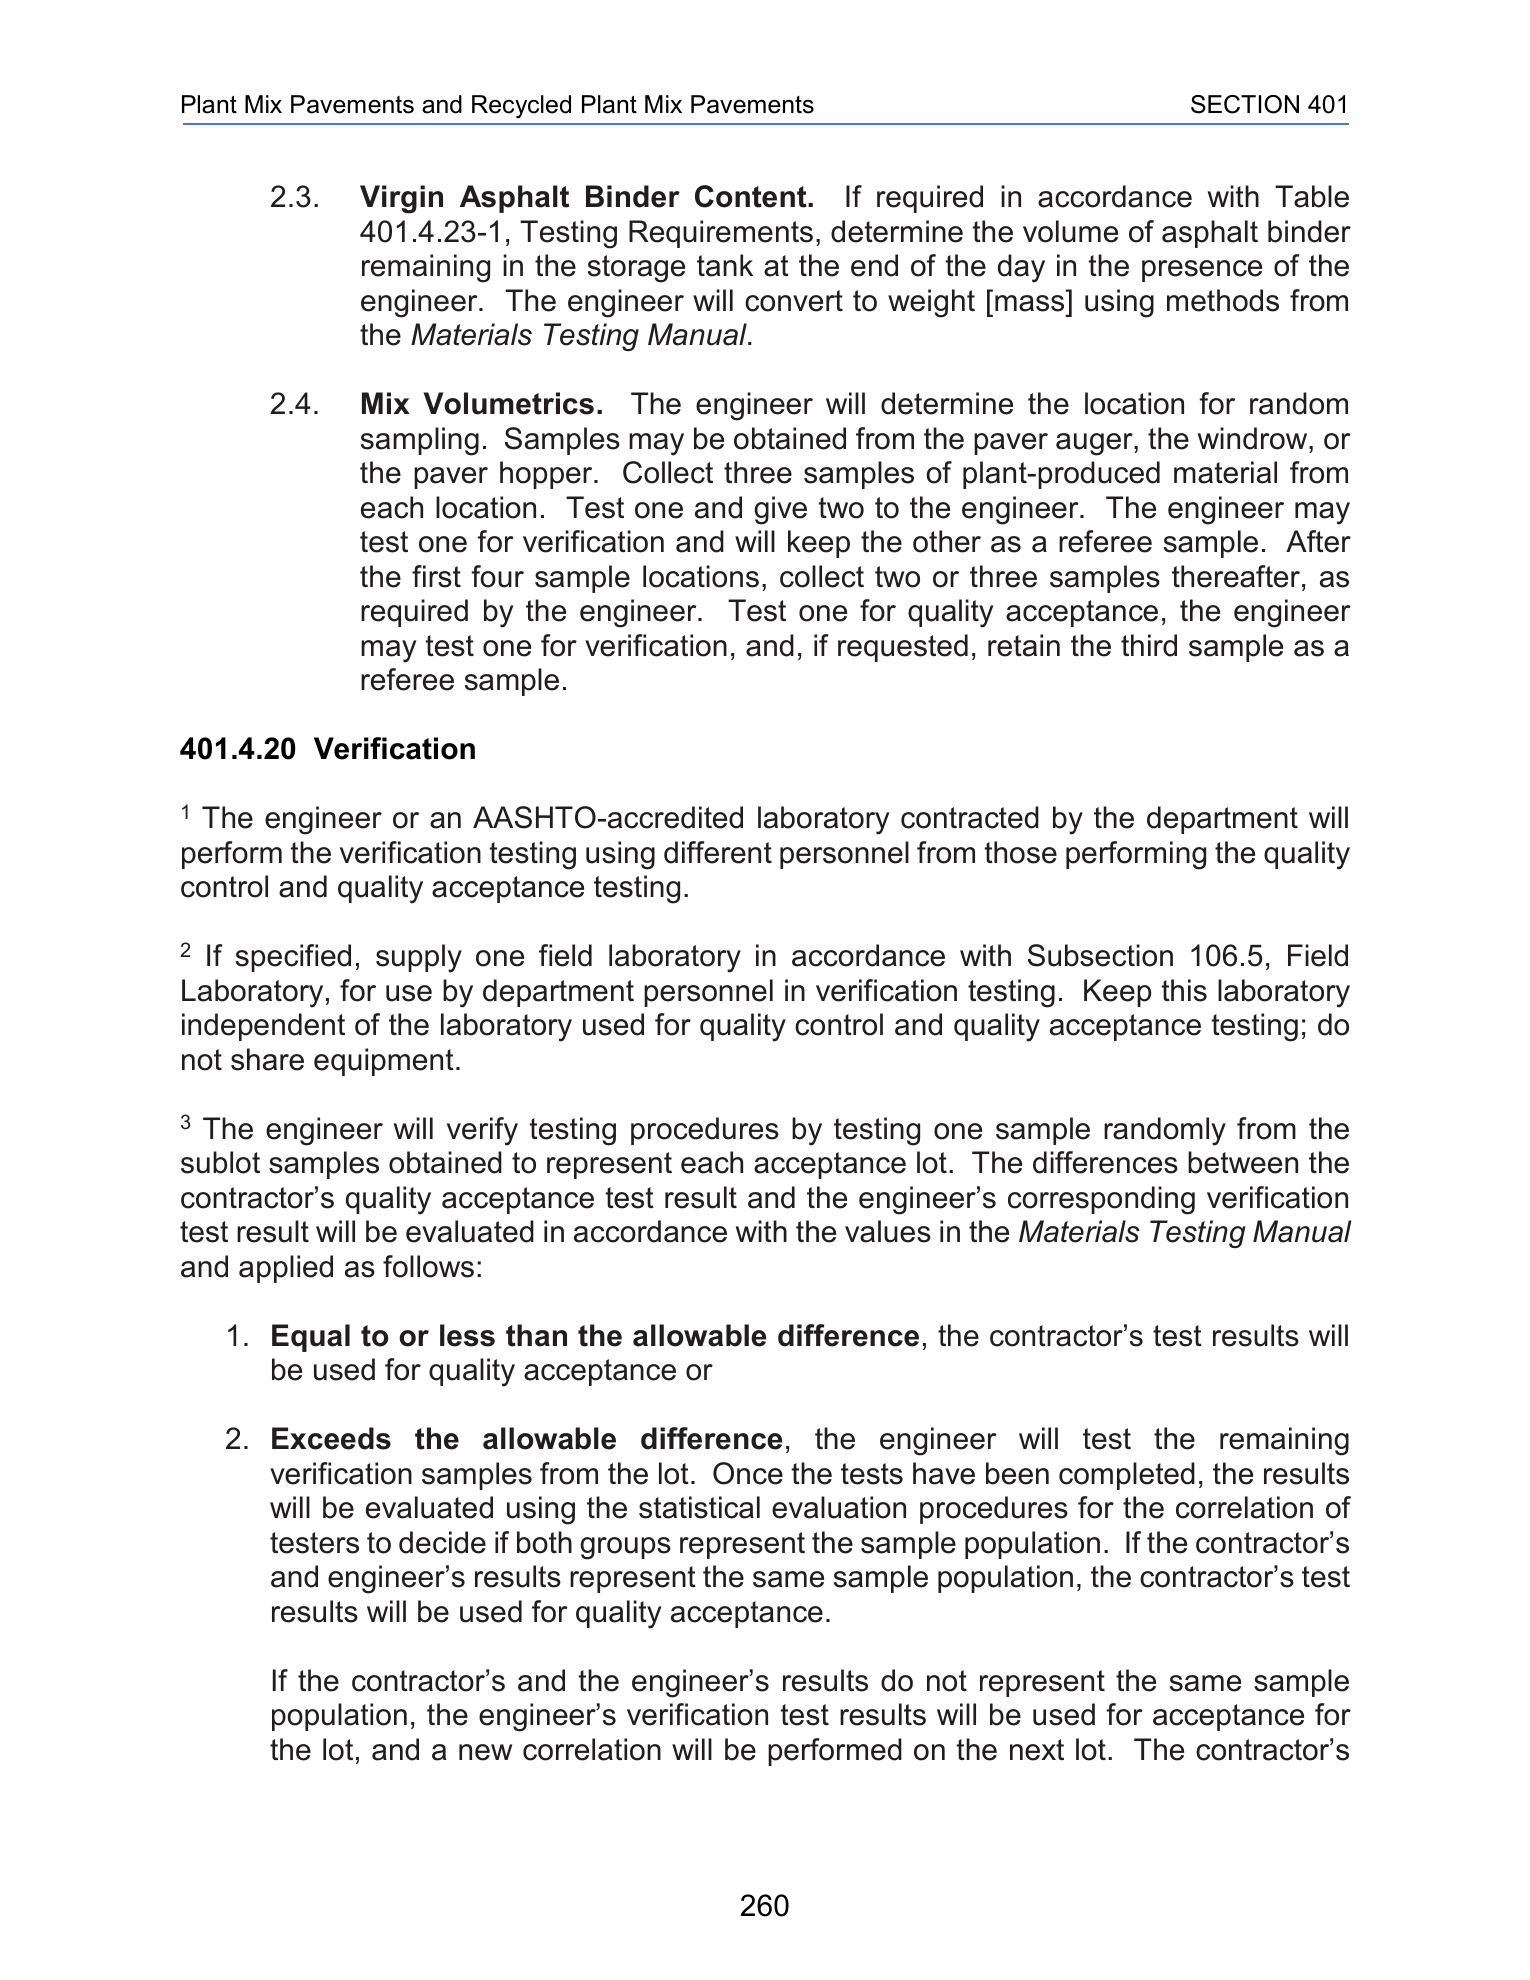 Plant Mix Pavements and Recycled Plant Mix Pavements SECTION 401
2.3. Virgin Asphalt Binder Content. If required in accordance with Table
401.4.23-1, Testing Requirements, determine the volume of asphalt binder
remaining in the storage tank at the end of the day in the presence of the
engineer. The engineer will convert to weight [mass] using methods from
the Materials Testing Manual.
2.4. Mix Volumetrics. The engineer will determine the location for random
sampling. Samples may be obtained from the paver auger, the windrow, or
the paver hopper. Collect three samples of plant-produced material from
each location. Test one and give two to the engineer. The engineer may
test one for verification and will keep the other as a referee sample. After
the first four sample locations, collect two or three samples thereafter, as
required by the engineer. Test one for quality acceptance, the engineer
may test one for verification, and, if requested, retain the third sample as a
referee sample.
401.4.20 Verification
1 The engineer or an AASHTO-accredited laboratory contracted by the department will
perform the verification testing using different personnel from those performing the quality
control and quality acceptance testing.
2 If specified, supply one field laboratory in accordance with Subsection 106.5, Field
Laboratory, for use by department personnel in verification testing. Keep this laboratory
independent of the laboratory used for quality control and quality acceptance testing; do
not share equipment.
3 The engineer will verify testing procedures by testing one sample randomly from the
sublot samples obtained to represent each acceptance lot. The differences between the
contractor’s quality acceptance test result and the engineer’s corresponding verification
test result will be evaluated in accordance with the values in the Materials Testing Manual
and applied as follows:
1. Equal to or less than the allowable difference, the contractor’s test results will
be used for quality acceptance or
2. Exceeds the allowable difference, the engineer will test the remaining
verification samples from the lot. Once the tests have been completed, the results
will be evaluated using the statistical evaluation procedures for the correlation of
testers to decide if both groups represent the sample population. If the contractor’s
and engineer’s results represent the same sample population, the contractor’s test
results will be used for quality acceptance.
If the contractor’s and the engineer’s results do not represent the same sample
population, the engineer’s verification test results will be used for acceptance for
the lot, and a new correlation will be performed on the next lot. The contractor’s
260